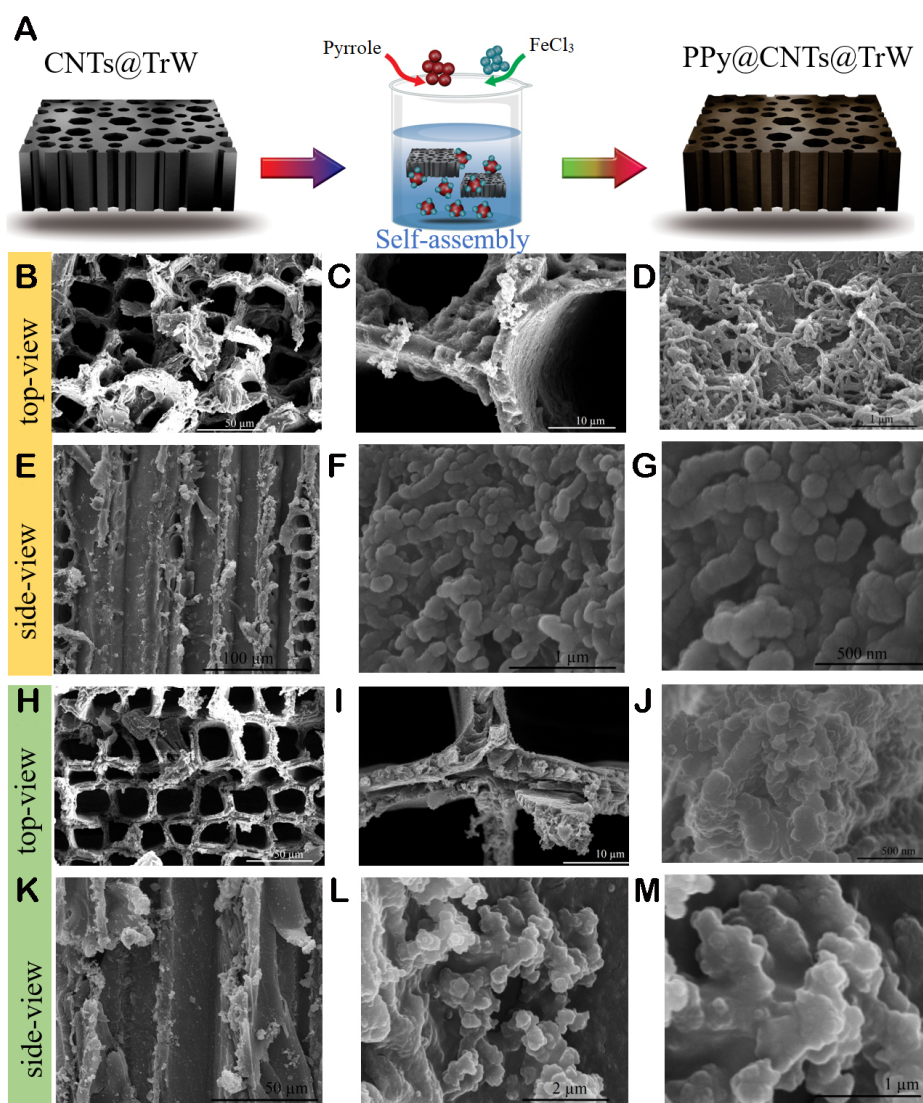 A
CNTs@TrW
Pyrrole
FeCl₃
PPy@CNTs@TrW
Self-assembly
top-view
B
50 µm
C
10 µm
D
1 µm
side-view
E
100 µm
F
1 µm
G
500 nm
top-view
H
50 µm
I
10 µm
J
500 nm
side-view
K
50 µm
L
2 µm
M
1 µm